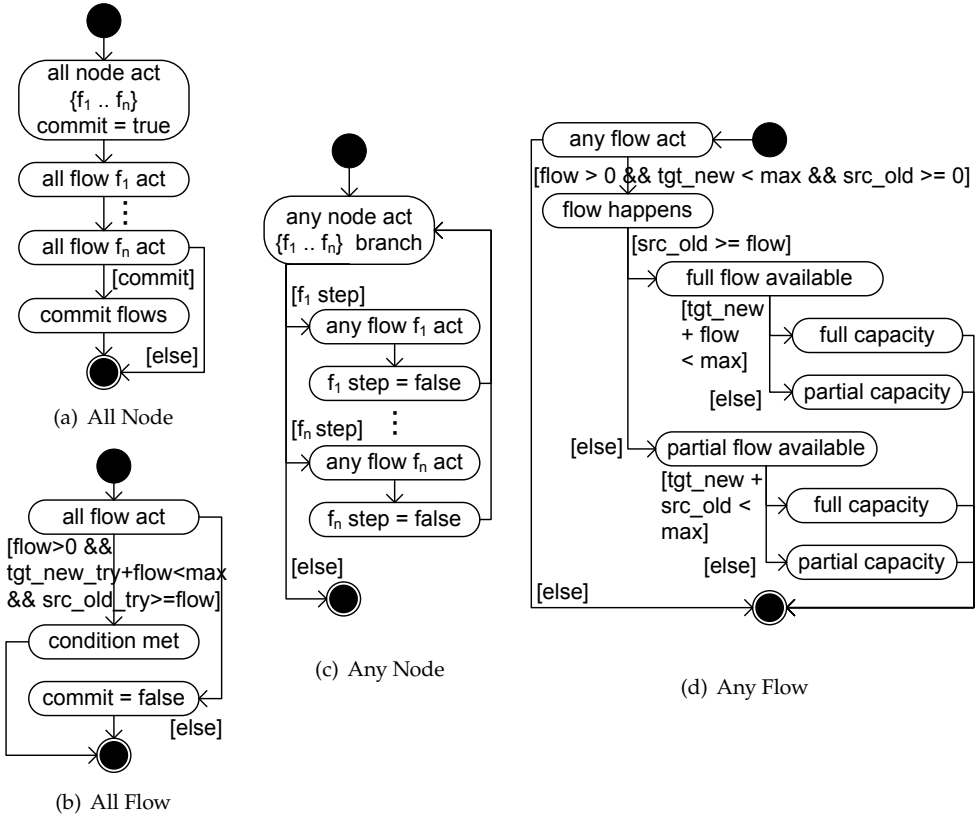 all node act
{f1 .. fn}
commit = true
all flow f1 act
⋮
all flow fn act
[commit]
commit flows
[else]
(a) All Node
all flow act
[flow>0 &&
tgt_new_try+flow<max
&& src_old_try>=flow]
condition met
commit = false
[else]
(b) All Flow
any node act
{f1 .. fn} branch
[f1 step]
any flow f1 act
f1 step = false
⋮
[fn step]
any flow fn act
fn step = false
[else]
(c) Any Node
any flow act
[flow > 0 && tgt_new < max && src_old >= 0]
flow happens
[src_old >= flow]
full flow available
[tgt_new
+ flow
< max]
full capacity
[else]
partial capacity
[else]
partial flow available
[tgt_new +
src_old <
max]
full capacity
[else]
partial capacity
[else]
(d) Any Flow